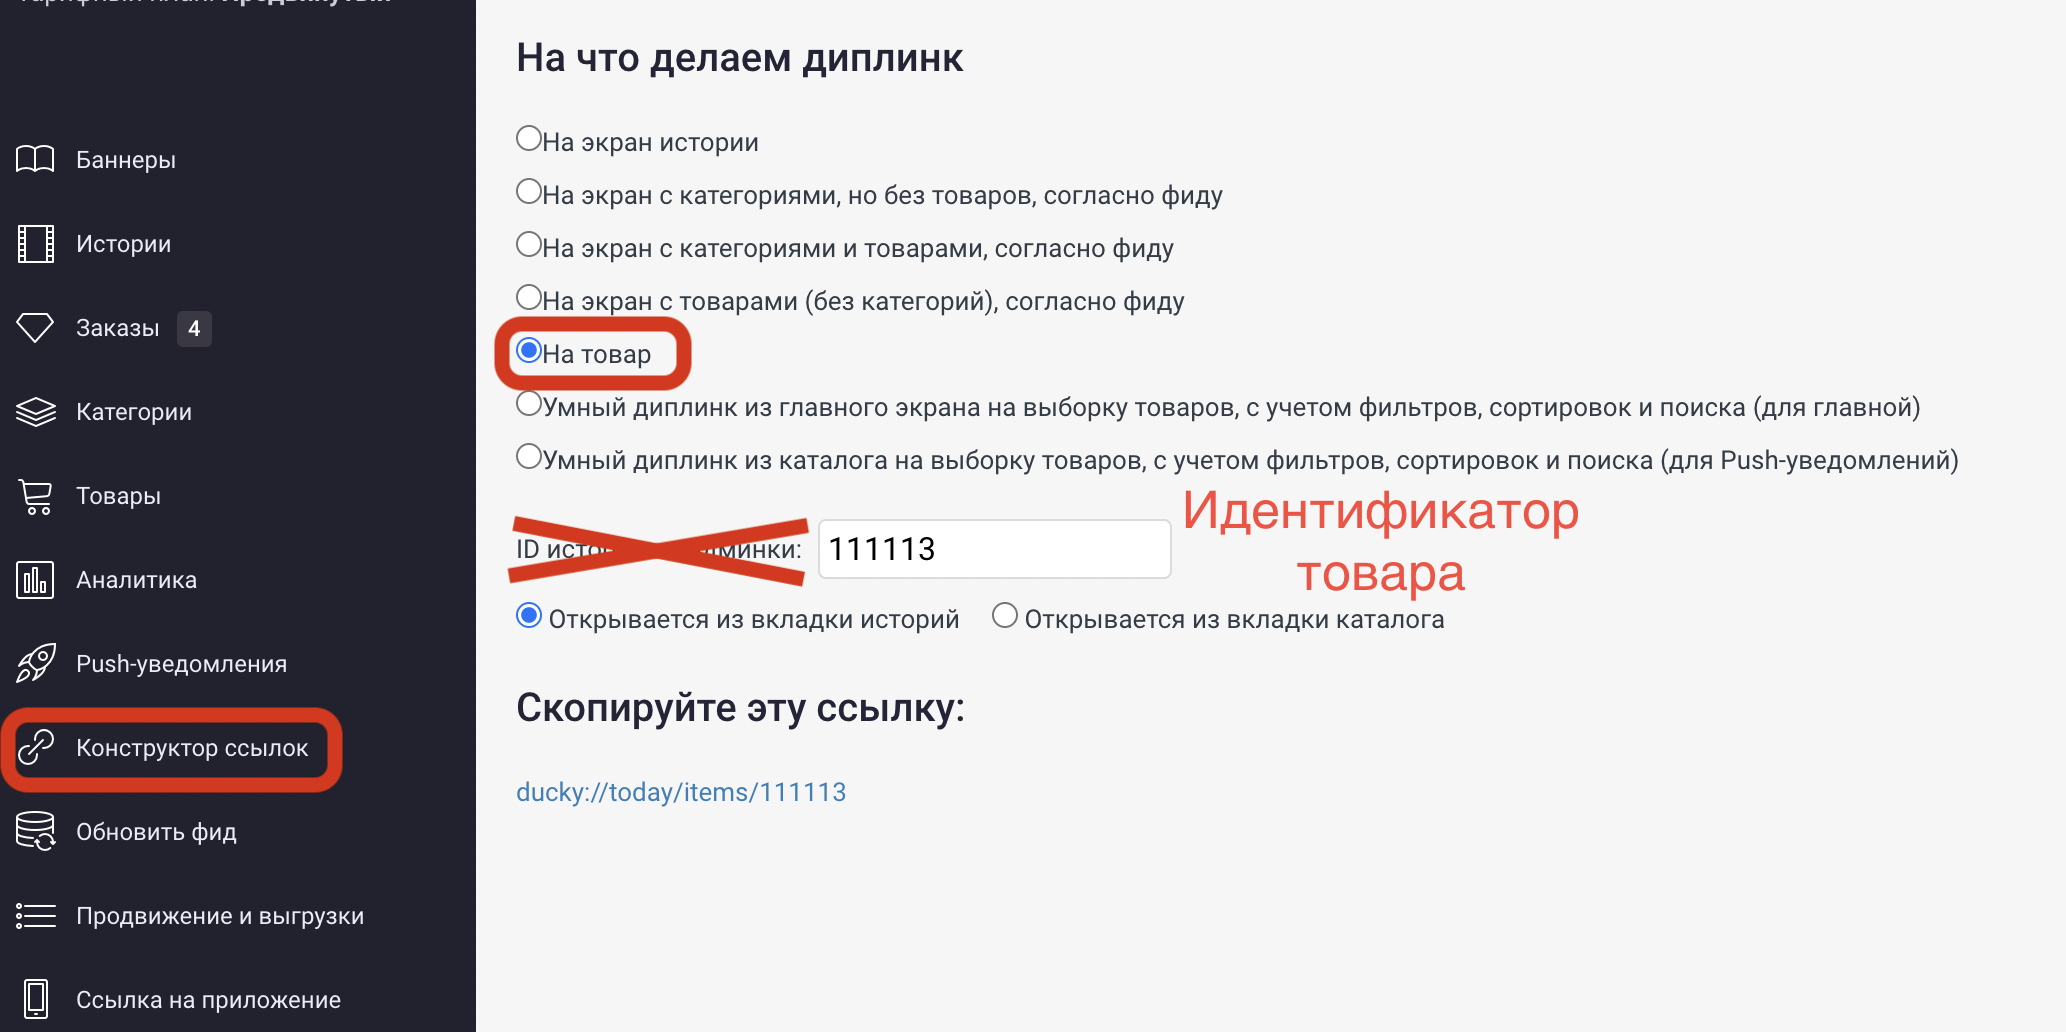 Баннеры
Истории
Заказы 4
Категории
Товары
Аналитика
Push-уведомления
Конструктор ссылок
Обновить фид
Продвижение и выгрузки
Ссылка на приложение
На что делаем диплинк
На экран истории
На экран с категориями, но без товаров, согласно фиду
На экран с категориями и товарами, согласно фиду
На экран с товарами (без категорий), согласно фиду
На товар
Умный диплинк из главного экрана на выборку товаров, с учетом фильтров, сортировок и поиска (для главной)
Умный диплинк из каталога на выборку товаров, с учетом фильтров, сортировок и поиска (для Push-уведомлений)
ID 111113
Идентификатор
товара
Открывается из вкладки историй Открывается из вкладки каталога
Скопируйте эту ссылку:
ducky://today/items/111113